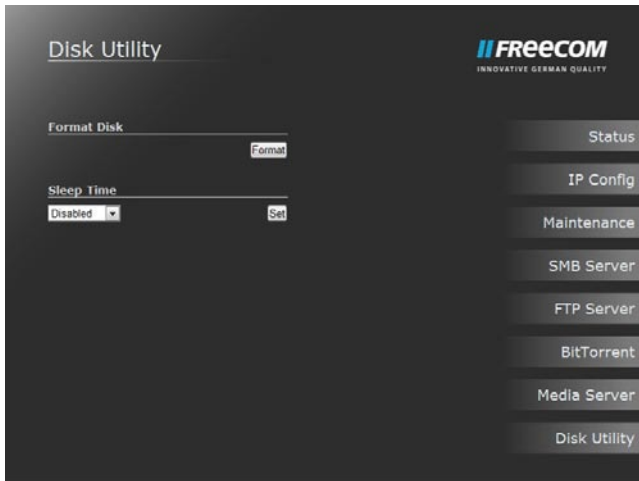 Disk Utility
FREECOM
INNOVATIVE GERMAN QUALITY
Format Disk
Format
Sleep Time
Disabled
Set
Status
IP Config
Maintenance
SMB Server
FTP Server
BitTorrent
Media Server
Disk Utility